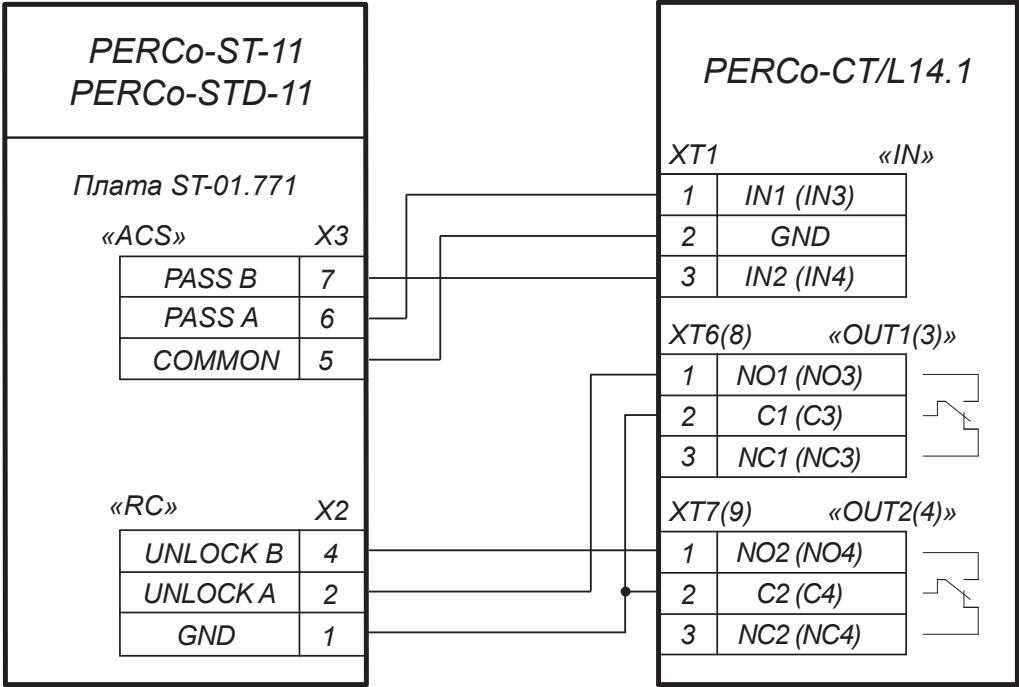 PERCo-ST-11
PERCo-STD-11
Плата ST-01.771
«ACS» X3
PASS B 7
PASS A 6
COMMON 5
«RC» X2
UNLOCK B 4
UNLOCK A 2
GND 1
PERCo-CT/L14.1
XT1 «IN»
1 IN1 (IN3)
2 GND
3 IN2 (IN4)
XT6(8) «OUT1(3)»
1 NO1 (NO3)
2 C1 (C3)
3 NC1 (NC3)
XT7(9) «OUT2(4)»
1 NO2 (NO4)
2 C2 (C4)
3 NC2 (NC4)